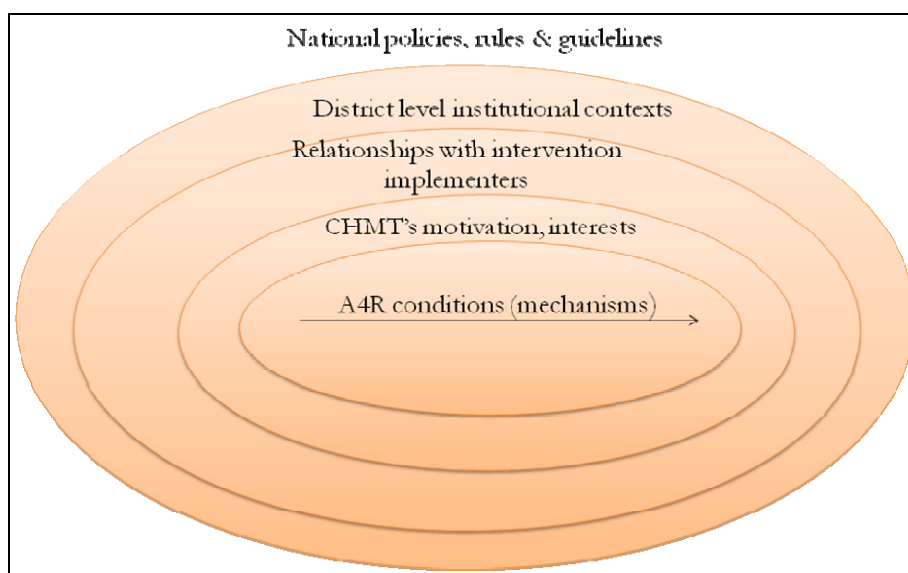 National policies, rules & guidelines
District level institutional contexts
Relationships with intervention
implementers
CHMT's motivation, interests
A4R conditions (mechanisms)